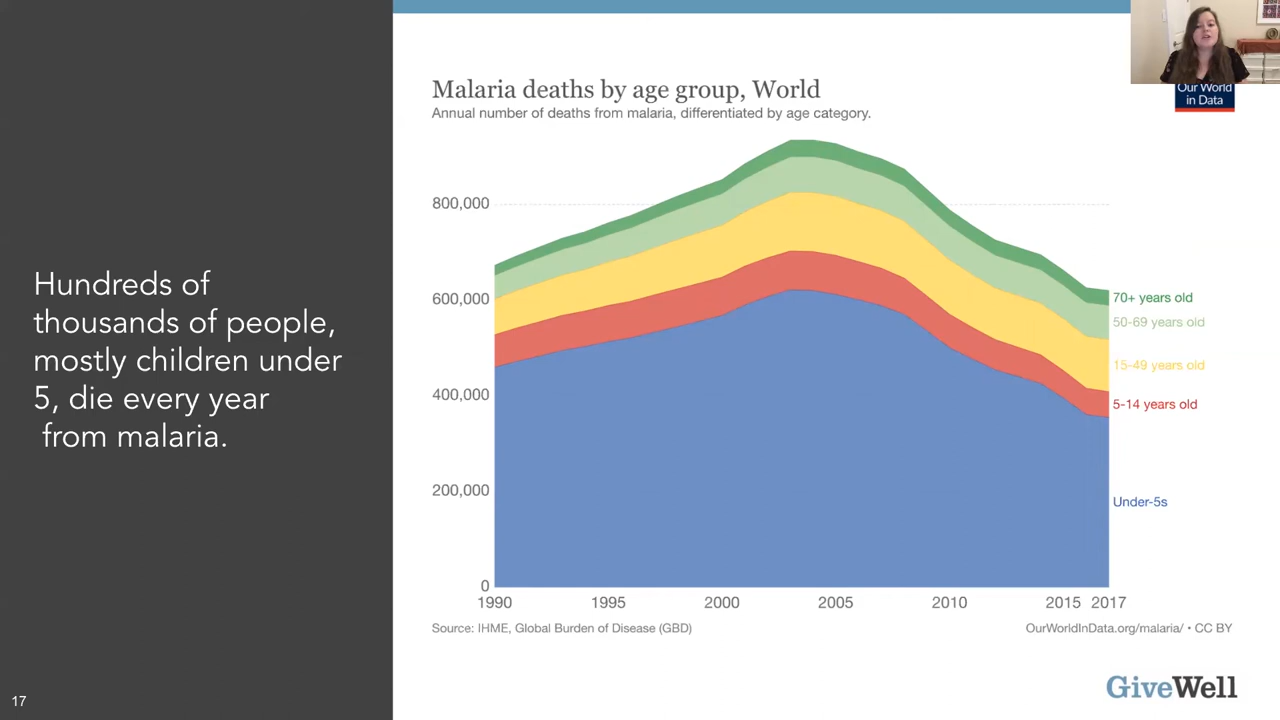 Hundreds of
thousands of people,
mostly children under
5, die every year
from malaria.
17
Malaria deaths by age group, World
Annual number of deaths from malaria, differentiated by age category.
Our World
in Data
800,000
600,000
400,000
200,000
0
1990
1995
2000
2005
2010
2015
2017
70+ years old
50-69 years old
15-49 years old
5-14 years old
Under-5s
Source: IHME, Global Burden of Disease (GBD)
OurWorldInData.org/malaria/ • CC BY
GiveWell